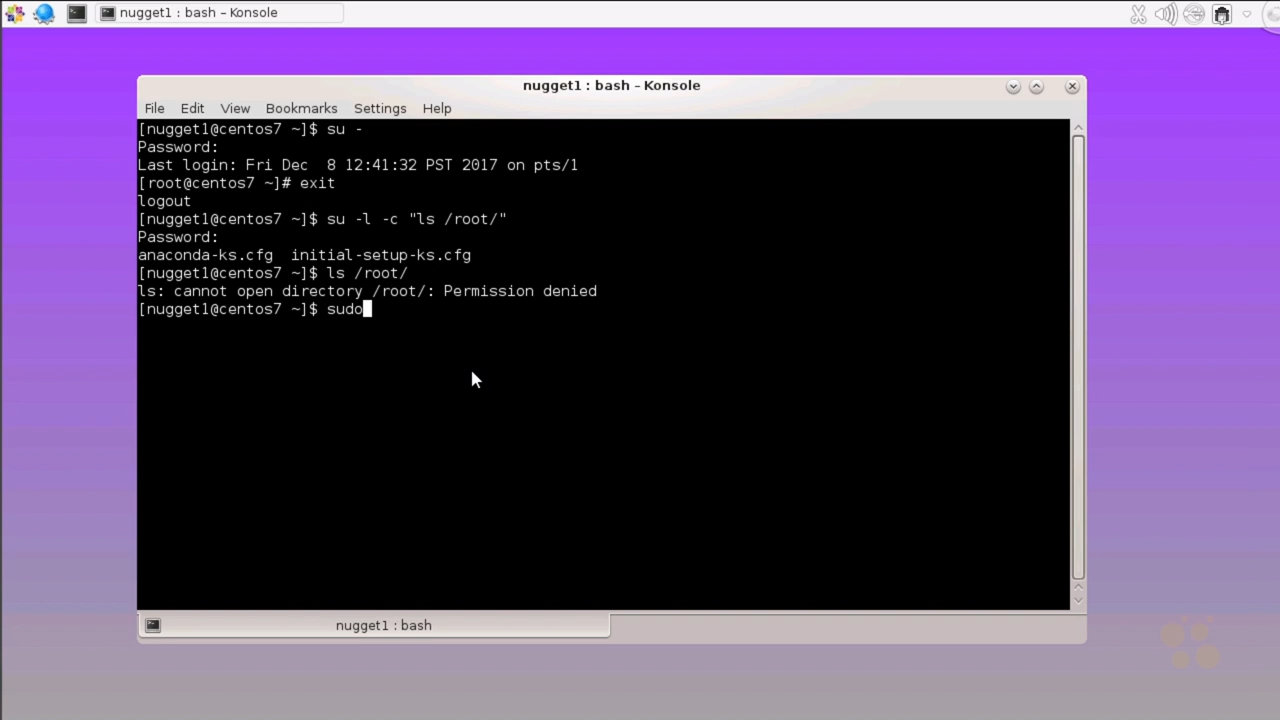 nugget1 : bash – Konsole
nugget1 : bash – Konsole
File Edit View Bookmarks Settings Help
[nugget1@centos7 ~]$ su -
Password:
Last login: Fri Dec  8 12:41:32 PST 2017 on pts/1
[root@centos7 ~]# exit
logout
[nugget1@centos7 ~]$ su -l -c "ls /root/"
Password:
anaconda-ks.cfg  initial-setup-ks.cfg
[nugget1@centos7 ~]$ ls /root/
ls: cannot open directory /root/: Permission denied
[nugget1@centos7 ~]$ sudo
nugget1 : bash